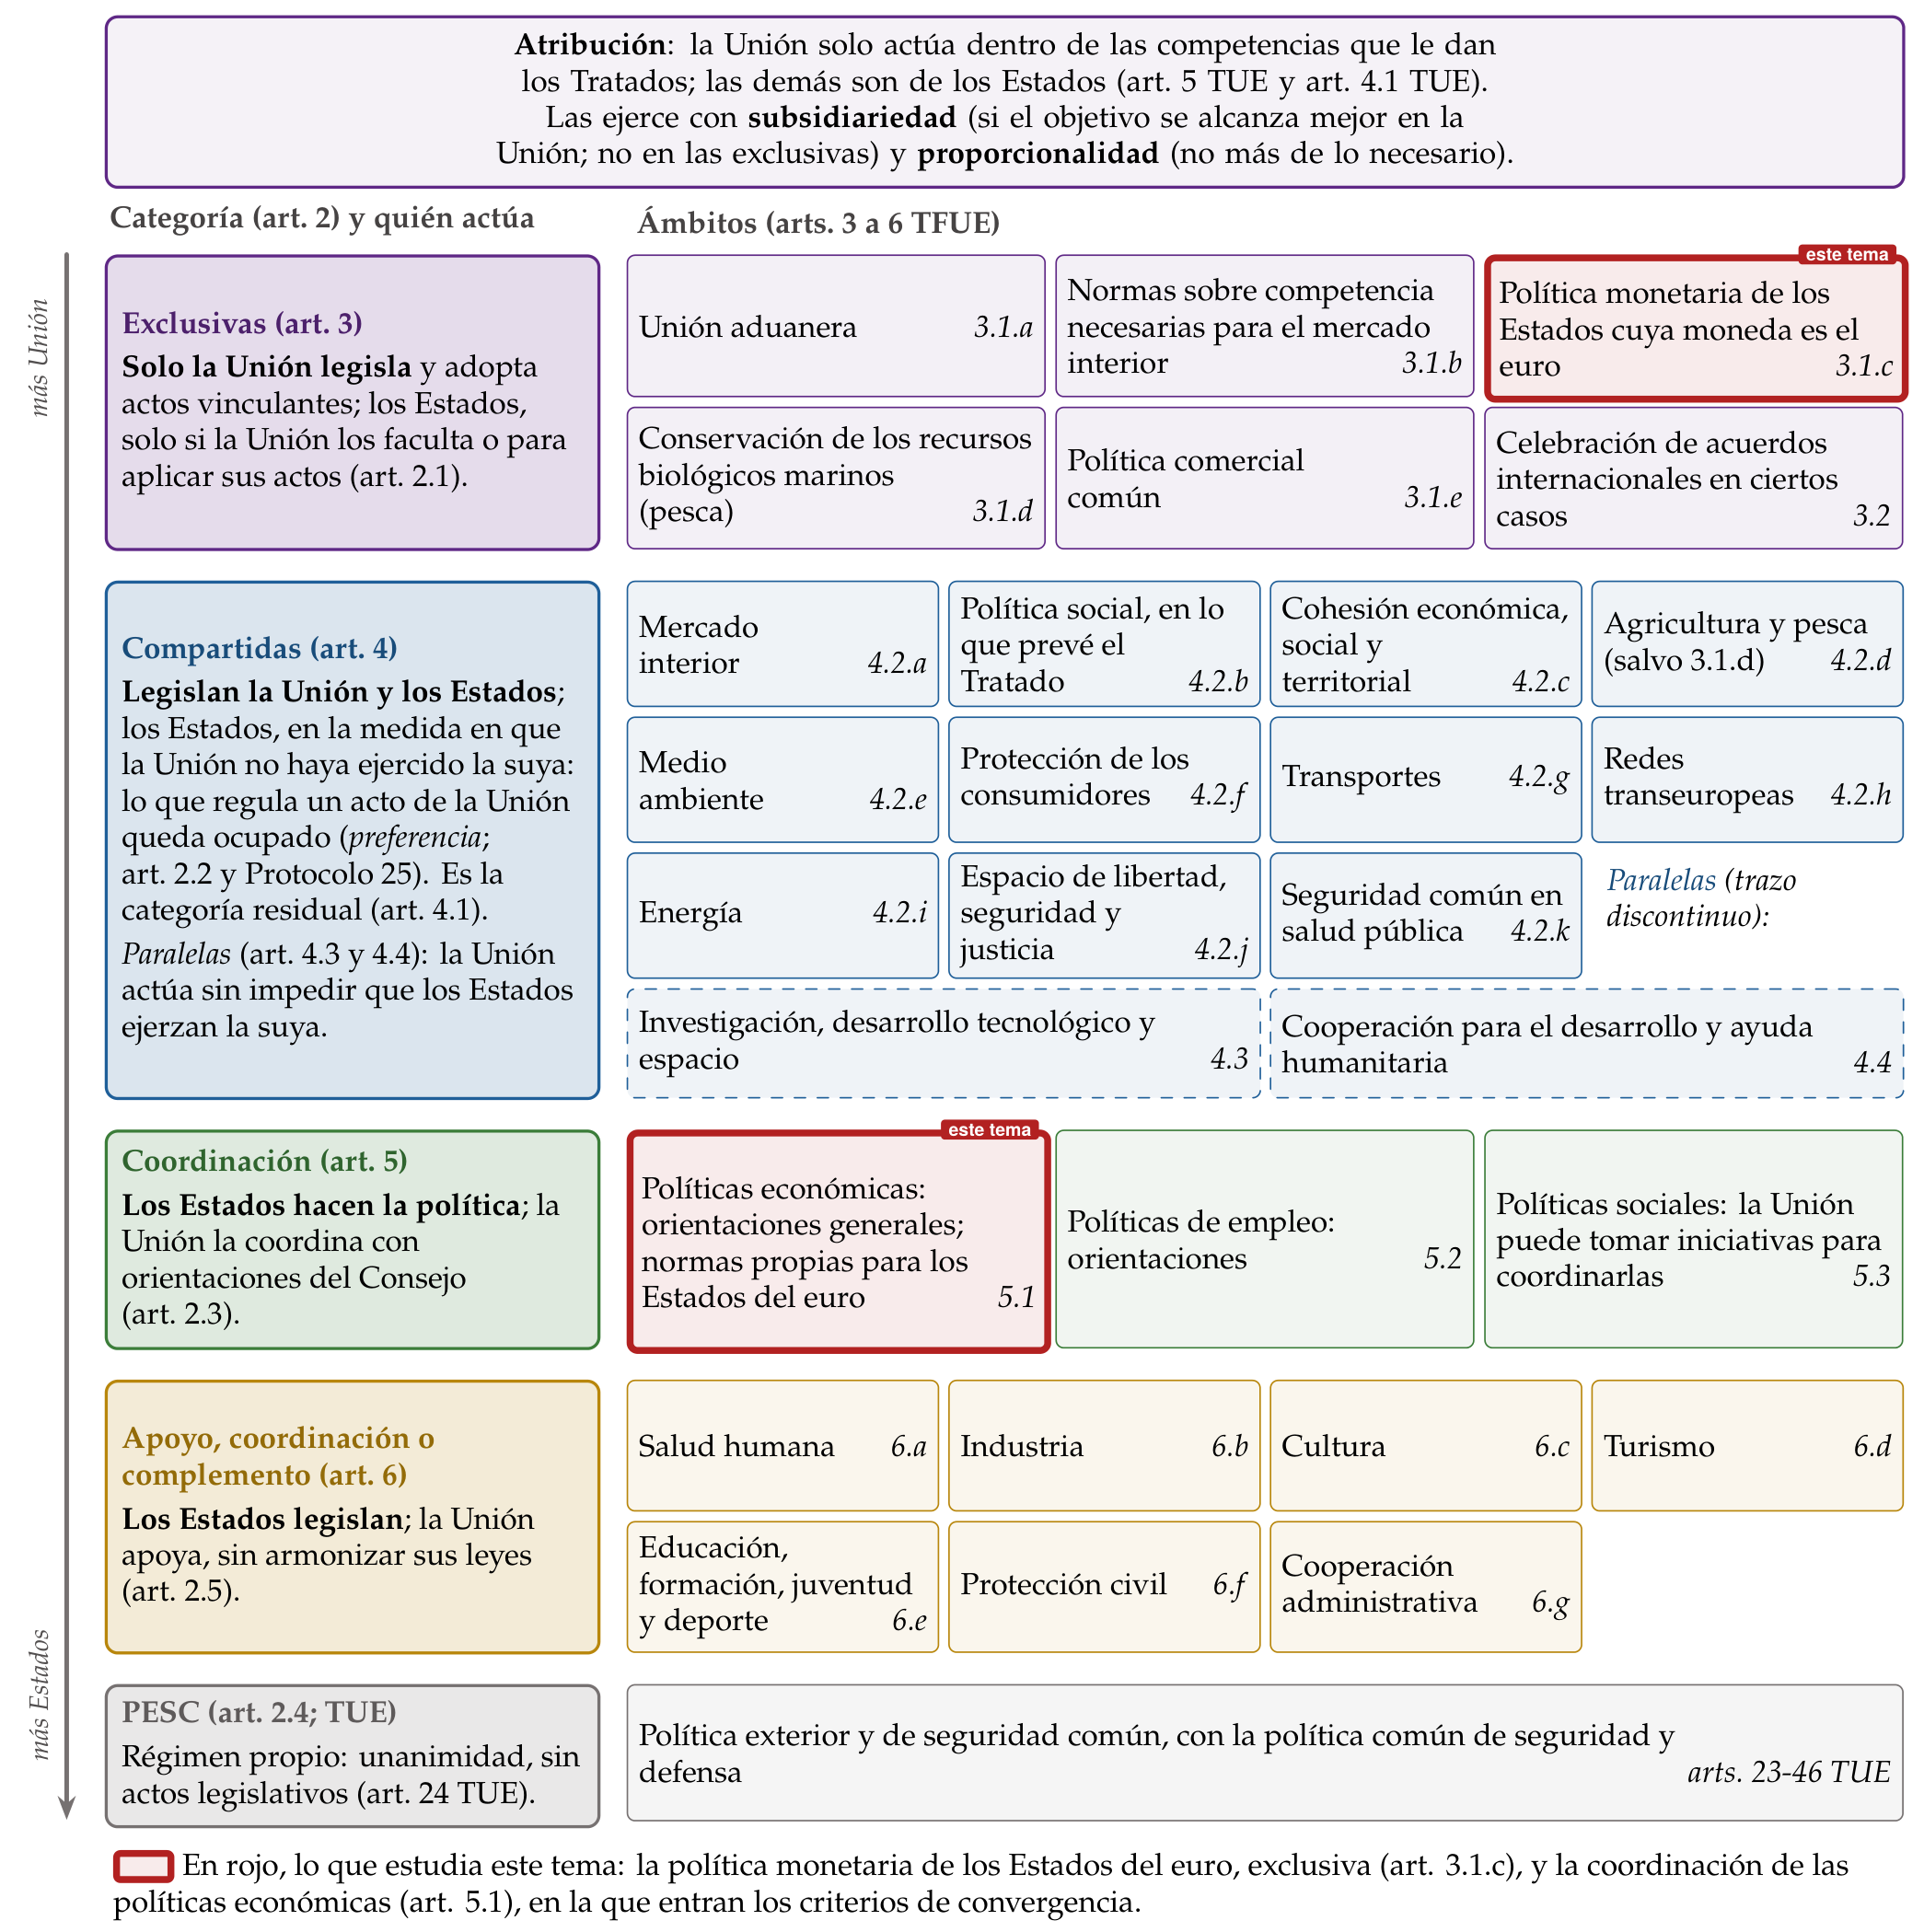 Atribución: la Unión solo actúa dentro de las competencias que le dan
los Tratados; las demás son de los Estados (art. 5 TUE y art. 4.1 TUE).
Las ejerce con subsidiariedad (si el objetivo se alcanza mejor en la
Unión; no en las exclusivas) y proporcionalidad (no más de lo necesario).
Categoría (art. 2) y quién actúa
Ámbitos (arts. 3 a 6 TFUE)
más Unión
Exclusivas (art. 3)
Solo la Unión legisla y adopta
actos vinculantes; los Estados,
solo si la Unión los faculta o para
aplicar sus actos (art. 2.1).
Unión aduanera 3.1.a
Normas sobre competencia
necesarias para el mercado
interior 3.1.b
este tema
Política monetaria de los
Estados cuya moneda es el
euro 3.1.c
Conservación de los recursos
biológicos marinos
(pesca) 3.1.d
Política comercial
común 3.1.e
Celebración de acuerdos
internacionales en ciertos
casos 3.2
Compartidas (art. 4)
Legislan la Unión y los Estados;
los Estados, en la medida en que
la Unión no haya ejercido la suya:
lo que regula un acto de la Unión
queda ocupado (preferencia;
art. 2.2 y Protocolo 25). Es la
categoría residual (art. 4.1).
Paralelas (art. 4.3 y 4.4): la Unión
actúa sin impedir que los Estados
ejerzan la suya.
Mercado
interior 4.2.a
Política social, en lo
que prevé el
Tratado 4.2.b
Cohesión económica,
social y
territorial 4.2.c
Agricultura y pesca
(salvo 3.1.d) 4.2.d
Medio
ambiente 4.2.e
Protección de los
consumidores 4.2.f
Transportes 4.2.g
Redes
transeuropeas 4.2.h
Energía 4.2.i
Espacio de libertad,
seguridad y
justicia 4.2.j
Seguridad común en
salud pública 4.2.k
Paralelas (trazo
discontinuo):
Investigación, desarrollo tecnológico y
espacio 4.3
Cooperación para el desarrollo y ayuda
humanitaria 4.4
Coordinación (art. 5)
Los Estados hacen la política; la
Unión la coordina con
orientaciones del Consejo
(art. 2.3).
este tema
Políticas económicas:
orientaciones generales;
normas propias para los
Estados del euro 5.1
Políticas de empleo:
orientaciones 5.2
Políticas sociales: la Unión
puede tomar iniciativas para
coordinarlas 5.3
Apoyo, coordinación o
complemento (art. 6)
Los Estados legislan; la Unión
apoya, sin armonizar sus leyes
(art. 2.5).
Salud humana 6.a
Industria 6.b
Cultura 6.c
Turismo 6.d
Educación,
formación, juventud
y deporte 6.e
Protección civil 6.f
Cooperación
administrativa 6.g
más Estados
PESC (art. 2.4; TUE)
Régimen propio: unanimidad, sin
actos legislativos (art. 24 TUE).
Política exterior y de seguridad común, con la política común de seguridad y
defensa arts. 23-46 TUE
En rojo, lo que estudia este tema: la política monetaria de los Estados del euro, exclusiva (art. 3.1.c), y la coordinación de las
políticas económicas (art. 5.1), en la que entran los criterios de convergencia.